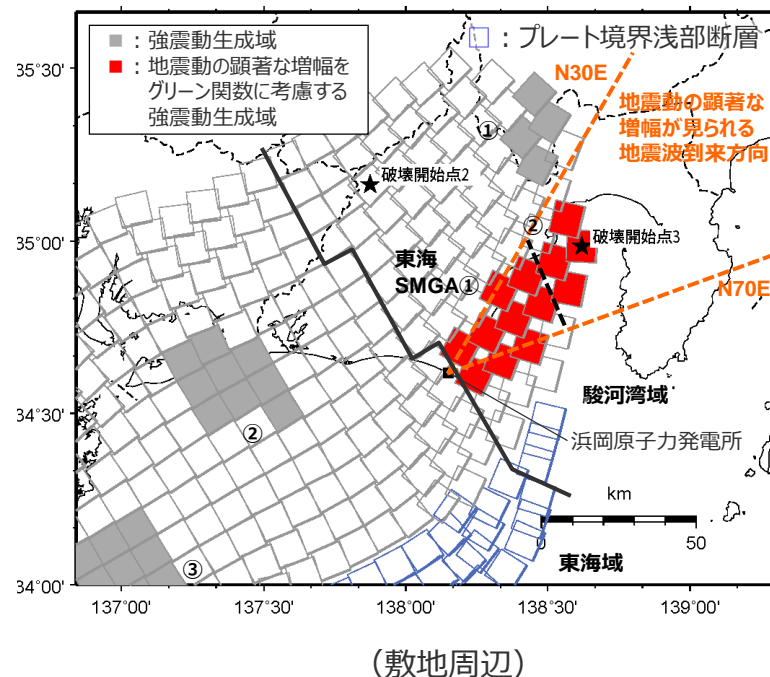 ：強震動生成域
：地震動の顕著な増幅を
グリーン関数に考慮する
強震動生成域
：プレート境界浅部断層
N30E
地震動の顕著な
増幅が見られる
地震波到来方向
①
破壊開始点2
②
破壊開始点3
東海
SMGA①
N70E
駿河湾域
②
浜岡原子力発電所
km
0
50
③
東海域
35°30'
35°00'
34°30'
34°00'
137°00'
137°30'
138°00'
138°30'
139°00'
（敷地周辺）